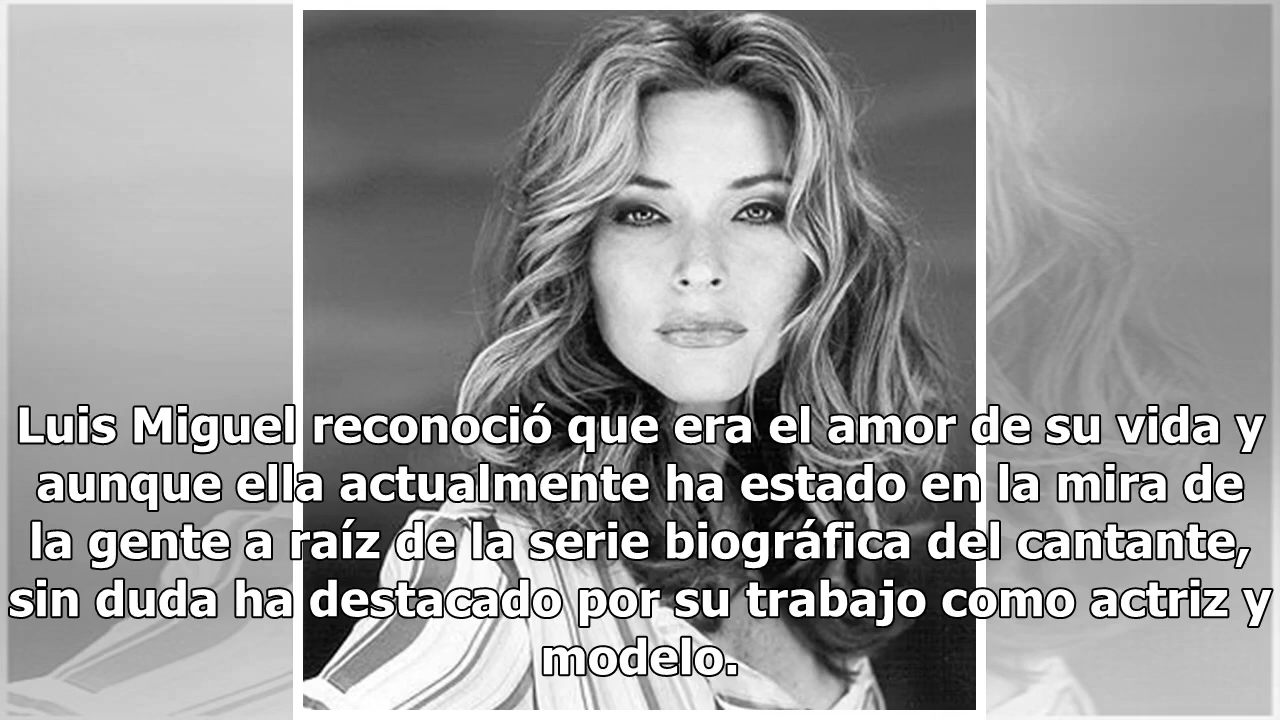 Luis Miguel reconoció que era el amor de su vida y
aunque ella actualmente ha estado en la mira de
la gente a raíz de la serie biográfica del cantante,
sin duda ha destacado por su trabajo como actriz y
modelo.